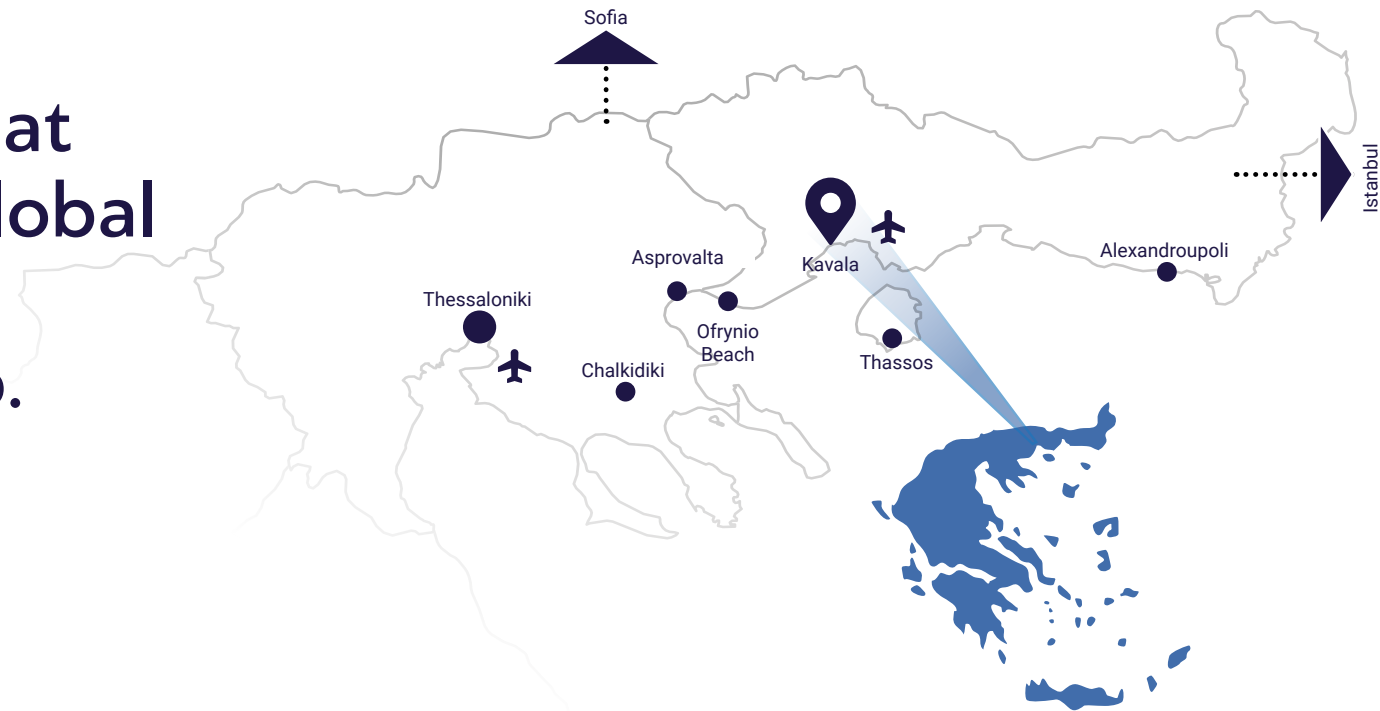 Sofia
at
lobal
Istanbul
Asprovalta
Kavala
Alexandroupoli
Thessaloniki
Ofrynio
Beach
Thassos
Chalkidiki